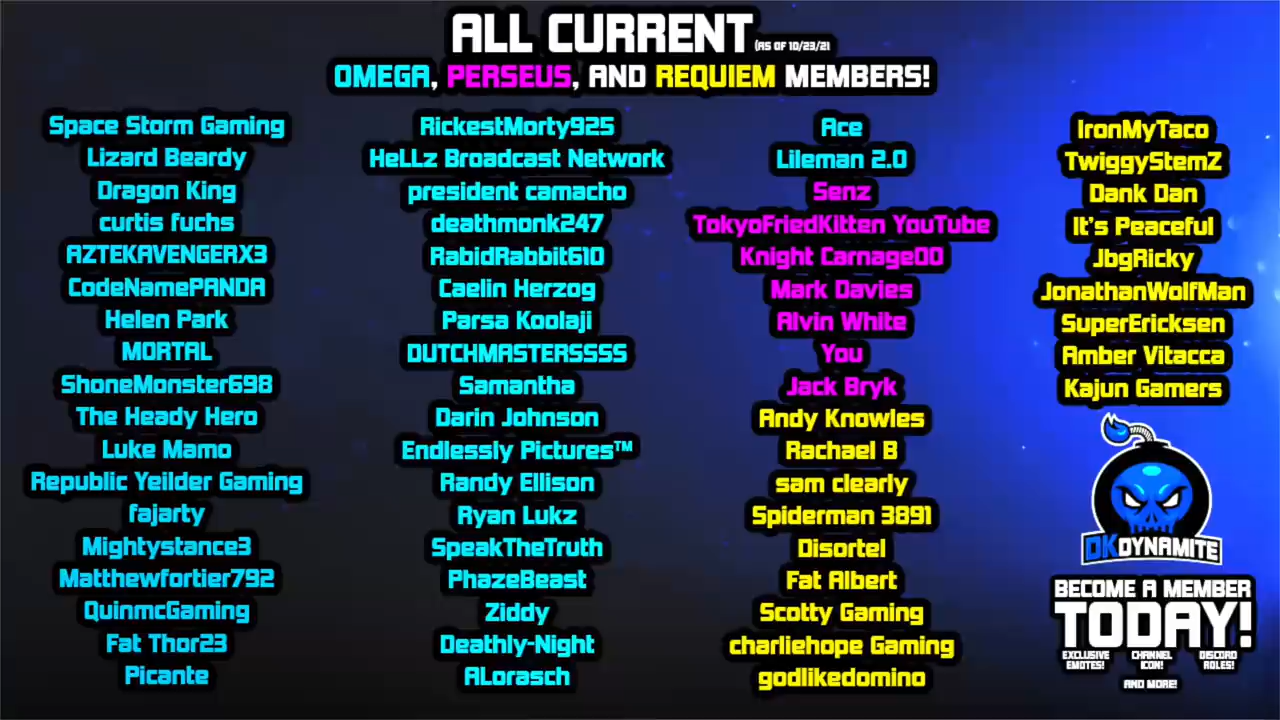 ALL CURRENT (AS OF 10/23/21
OMEGA, PERSEUS, AND REQUIEM MEMBERS!
Space Storm Gaming
Lizard Beardy
Dragon King
curtis fuchs
AZTEKAVENGERX3
CodeNamePANDA
Helen Park
MORTAL
ShoneMonster698
The Heady Hero
Luke Mamo
Republic Yeilder Gaming
fajarty
Mightystance3
Matthewfortier792
QuinmcGaming
Fat Thor23
Picante
RickestMorty925
HeLLz Broadcast Network
president camacho
deathmonk247
RabidRabbit610
Caelin Herzog
Parsa Koolaji
DUTCHMASTERSSSS
Samantha
Darin Johnson
Endlessly Pictures™
Randy Ellison
Ryan Lukz
SpeakTheTruth
PhazeBeast
Ziddy
Deathly-Night
ALorasch
Ace
Lileman 2.0
Senz
TokyoFriedKitten YouTube
Knight Carnage00
Mark Davies
Alvin White
You
Jack Bryk
Andy Knowles
Rachael B
sam clearly
Spiderman 3891
Disortel
Fat Albert
Scotty Gaming
charliehope Gaming
godlikedomino
IronMyTaco
TwiggyStemZ
Dank Dan
It's Peaceful
JbgRicky
JonathanWolfMan
SuperEricksen
Amber Vitacca
Kajun Gamers
DKDYNAMITE
BECOME A MEMBER
TODAY!
EXCLUSIVE EMOTES!
CHANNEL ICON!
DISCORD ROLES!
AND MORE!